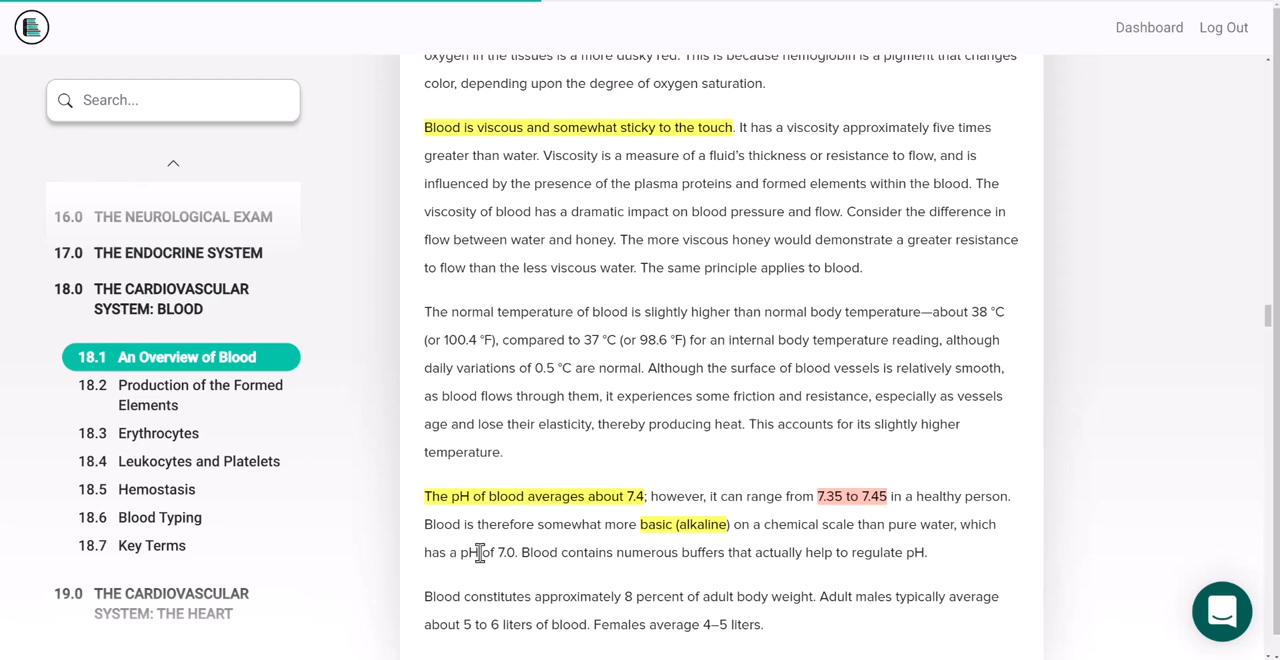 Dashboard Log Out
Search...
16.0 THE NEUROLOGICAL EXAM
17.0 THE ENDOCRINE SYSTEM
18.0 THE CARDIOVASCULAR
SYSTEM: BLOOD
18.1 An Overview of Blood
18.2 Production of the Formed
Elements
18.3 Erythrocytes
18.4 Leukocytes and Platelets
18.5 Hemostasis
18.6 Blood Typing
18.7 Key Terms
19.0 THE CARDIOVASCULAR
SYSTEM: THE HEART
oxygen in the tissues is a more dusky red. This is because hemoglobin is a pigment that changes
color, depending upon the degree of oxygen saturation.
Blood is viscous and somewhat sticky to the touch. It has a viscosity approximately five times
greater than water. Viscosity is a measure of a fluid's thickness or resistance to flow, and is
influenced by the presence of the plasma proteins and formed elements within the blood. The
viscosity of blood has a dramatic impact on blood pressure and flow. Consider the difference in
flow between water and honey. The more viscous honey would demonstrate a greater resistance
to flow than the less viscous water. The same principle applies to blood.
The normal temperature of blood is slightly higher than normal body temperature—about 38 °C
(or 100.4 °F), compared to 37 °C (or 98.6 °F) for an internal body temperature reading, although
daily variations of 0.5 °C are normal. Although the surface of blood vessels is relatively smooth,
as blood flows through them, it experiences some friction and resistance, especially as vessels
age and lose their elasticity, thereby producing heat. This accounts for its slightly higher
temperature.
The pH of blood averages about 7.4; however, it can range from 7.35 to 7.45 in a healthy person.
Blood is therefore somewhat more basic (alkaline) on a chemical scale than pure water, which
has a pH of 7.0. Blood contains numerous buffers that actually help to regulate pH.
Blood constitutes approximately 8 percent of adult body weight. Adult males typically average
about 5 to 6 liters of blood. Females average 4–5 liters.